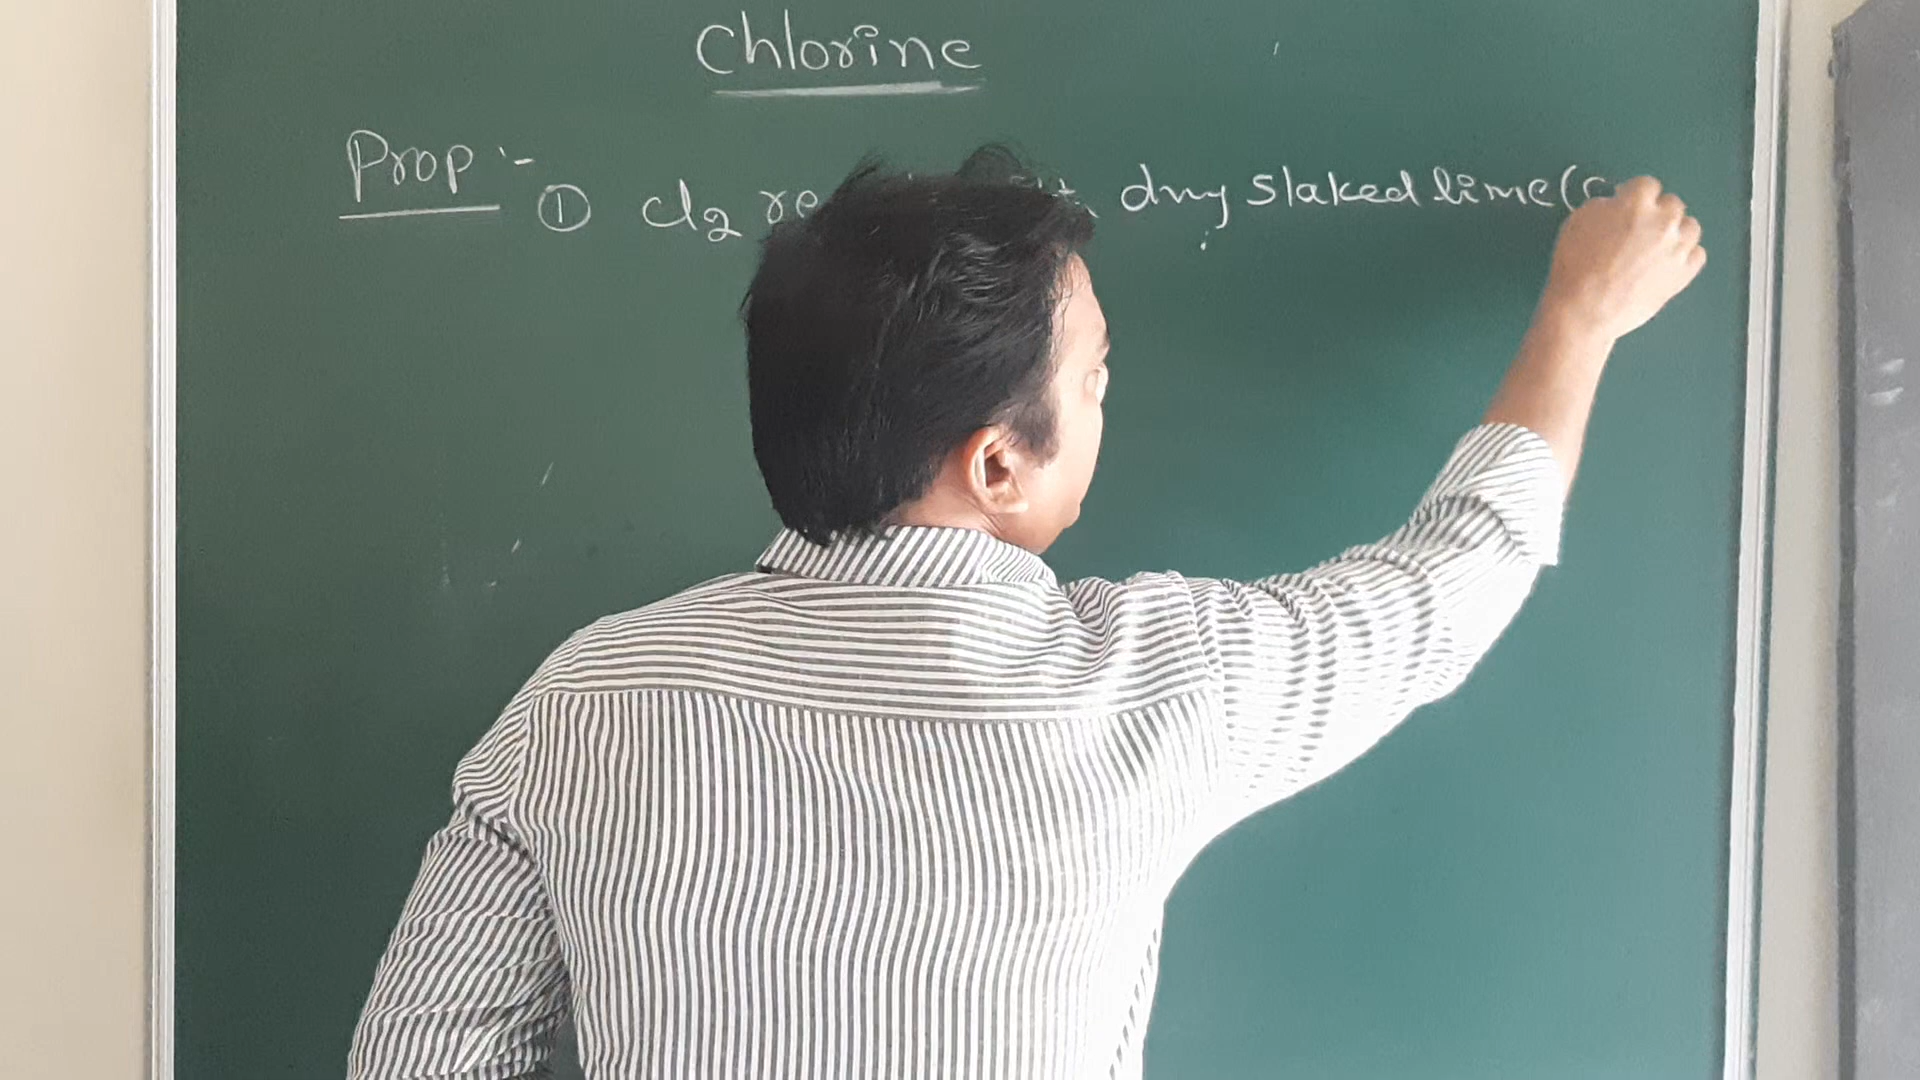 Chlorine
Prop :-
① Cl2 dry slaked lime (